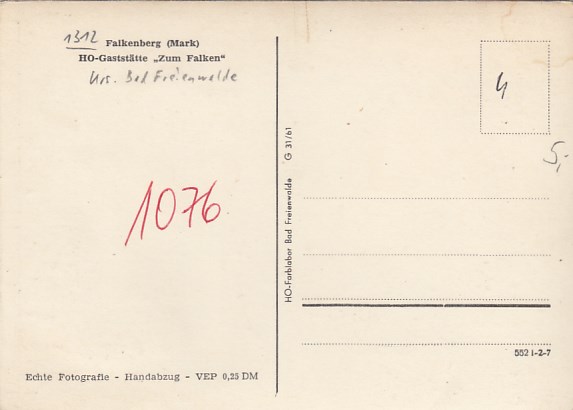 1312
Falkenberg (Mark)
HO-Gaststätte „Zum Falken"
Krs. Bad Freienwalde
1076
Echte Fotografie - Handabzug - VEP 0,25 DM
HO-Farblabor Bad Freienwalde G 31/61
4
5,-
552 I-2-7